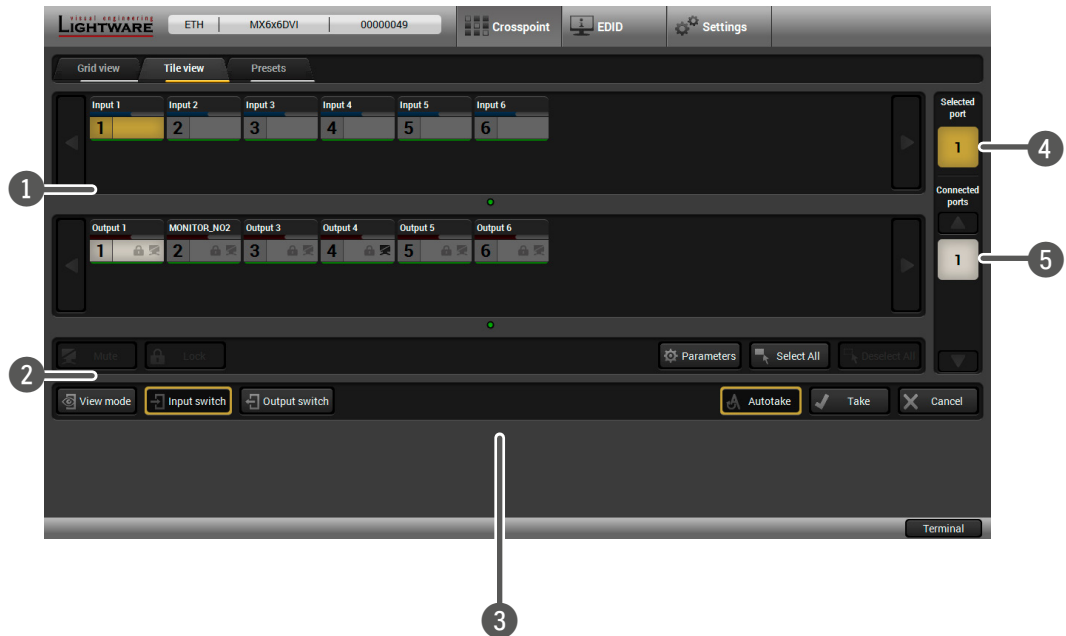 visual engineering
LIGHTWARE
ETH | MX6x6DVI | 00000049
Crosspoint
EDID
Settings
Grid view
Tile view
Presets
Input 1 Input 2 Input 3 Input 4 Input 5 Input 6
1 2 3 4 5 6
Selected
port
1
4
1
Connected
ports
Output 1 MONITOR_NO2 Output 3 Output 4 Output 5 Output 6
1 2 3 4 5 6
1
5
Mute Lock Parameters Select All Deselect All
2
View mode Input switch Output switch Autotake Take Cancel
Terminal
3